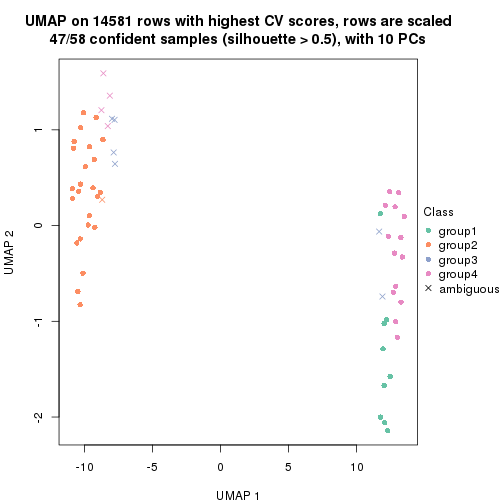 UMAP on 14581 rows with highest CV scores, rows are scaled
47/58 confident samples (silhouette > 0.5), with 10 PCs
1
0
-1
-2
UMAP 2
-10
-5
0
5
10
UMAP 1
Class
group1
group2
group3
group4
ambiguous